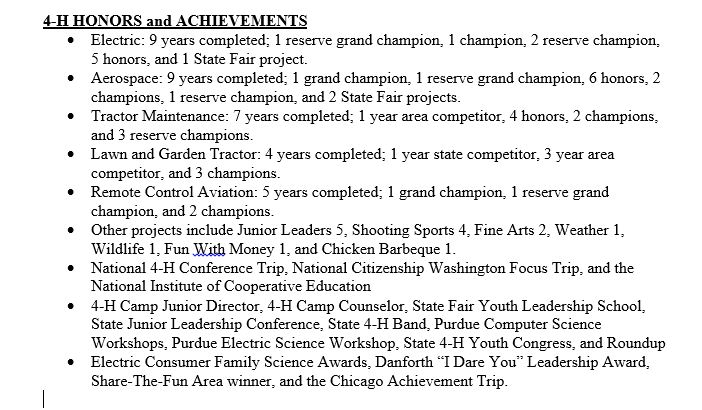 4-H HONORS and ACHIEVEMENTS
• Electric: 9 years completed; 1 reserve grand champion, 1 champion, 2 reserve champion,
5 honors, and 1 State Fair project.
• Aerospace: 9 years completed; 1 grand champion, 1 reserve grand champion, 6 honors, 2
champions, 1 reserve champion, and 2 State Fair projects.
• Tractor Maintenance: 7 years completed; 1 year area competitor, 4 honors, 2 champions,
and 3 reserve champions.
• Lawn and Garden Tractor: 4 years completed; 1 year state competitor, 3 year area
competitor, and 3 champions.
• Remote Control Aviation: 5 years completed; 1 grand champion, 1 reserve grand
champion, and 2 champions.
• Other projects include Junior Leaders 5, Shooting Sports 4, Fine Arts 2, Weather 1,
Wildlife 1, Fun With Money 1, and Chicken Barbeque 1.
• National 4-H Conference Trip, National Citizenship Washington Focus Trip, and the
National Institute of Cooperative Education
• 4-H Camp Junior Director, 4-H Camp Counselor, State Fair Youth Leadership School,
State Junior Leadership Conference, State 4-H Band, Purdue Computer Science
Workshops, Purdue Electric Science Workshop, State 4-H Youth Congress, and Roundup
• Electric Consumer Family Science Awards, Danforth “I Dare You” Leadership Award,
Share-The-Fun Area winner, and the Chicago Achievement Trip.